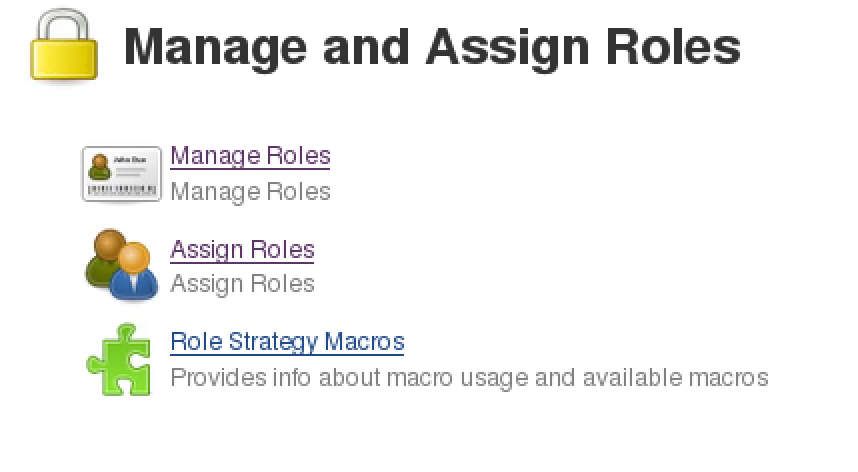 Manage and Assign Roles
John Doe
Manage Roles
Manage Roles
Assign Roles
Assign Roles
Role Strategy Macros
Provides info about macro usage and available macros